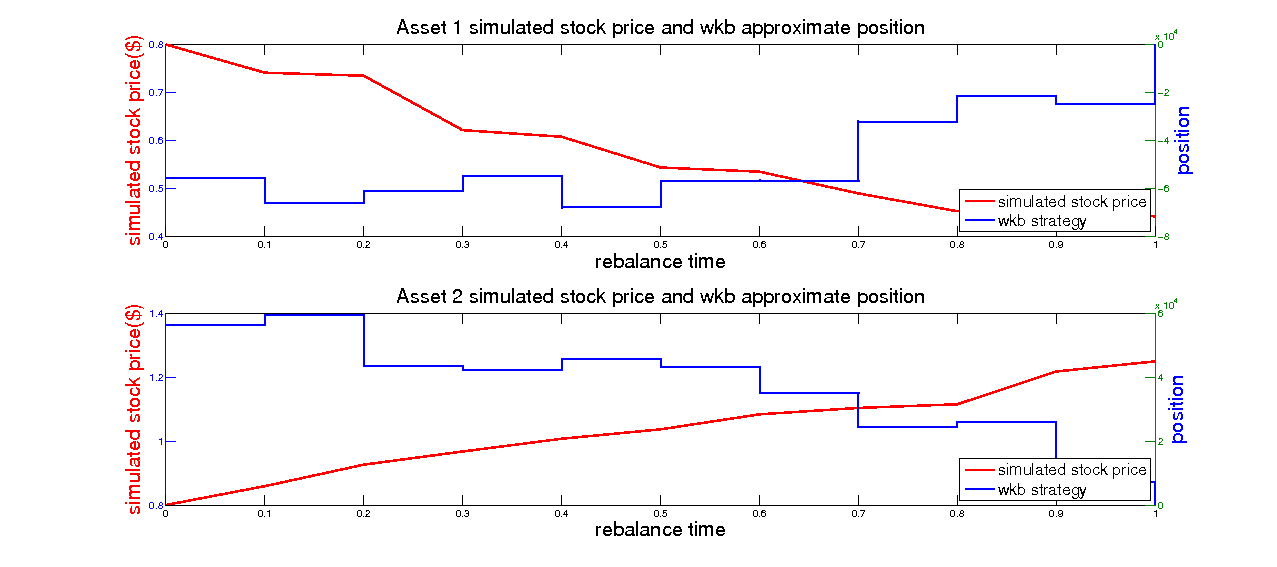 Asset 1 simulated stock price and wkb approximate position
x 10^4
simulated stock price($)
0.8
0.7
0.6
0.5
0.4
0
-2
-4
-6
-8
position
simulated stock price
wkb strategy
0 0.1 0.2 0.3 0.4 0.5 0.6 0.7 0.8 0.9 1
rebalance time
Asset 2 simulated stock price and wkb approximate position
x 10^4
simulated stock price($)
1.4
1.2
1
0.8
6
4
2
0
position
simulated stock price
wkb strategy
0 0.1 0.2 0.3 0.4 0.5 0.6 0.7 0.8 0.9 1
rebalance time